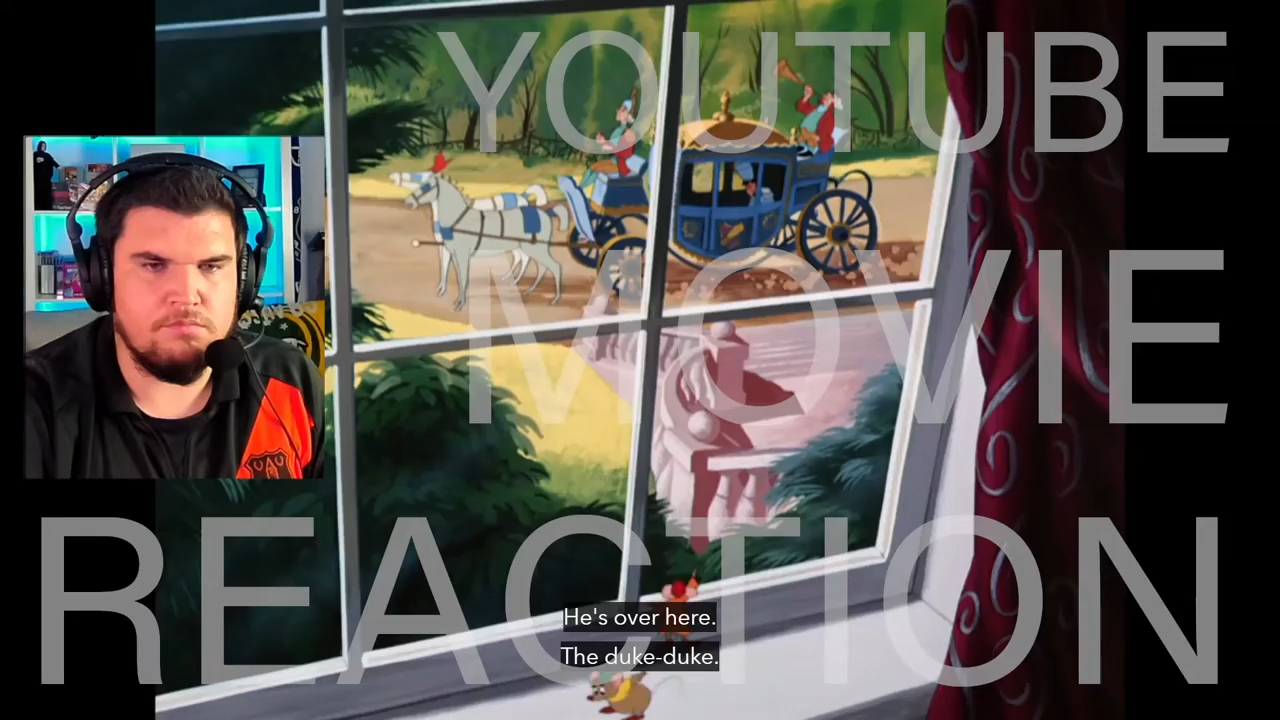 YOUTUBE
MOVIE
REACTION
He's over here.
The duke-duke.